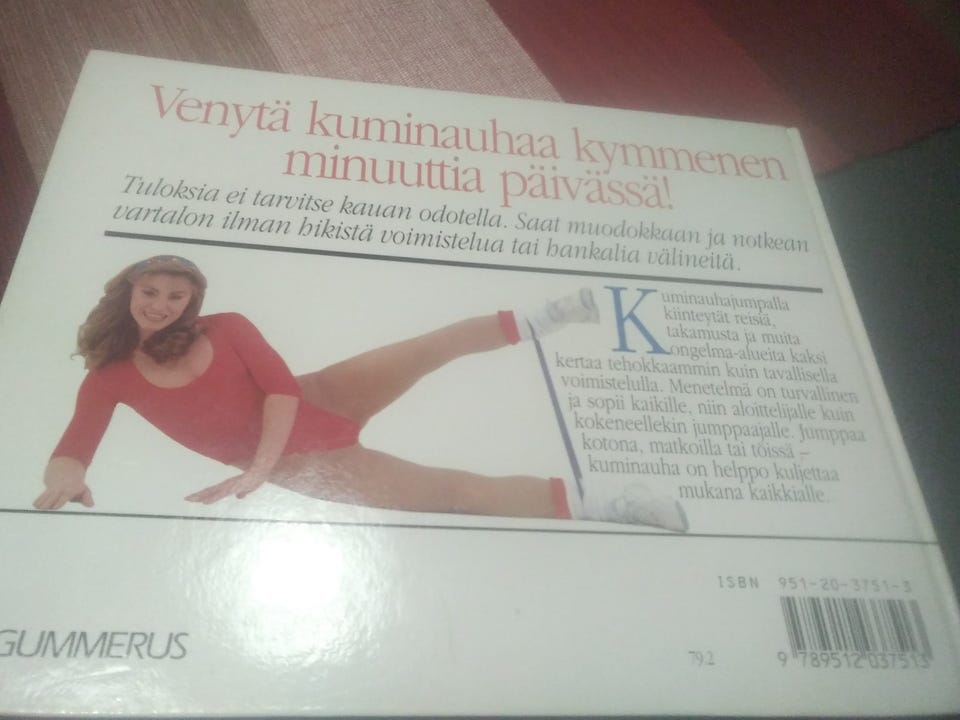 Venytä kuminauhaa kymmenen
minuuttia päivässä!
Tuloksia ei tarvitse kauan odotella. Saat muodokkaan ja notkean
vartalon ilman hikistä voimistelua tai hankalia välineitä.
Kuminauhajumpalla
kiinteytät reisiä,
takamusta ja muita
ongelma-alueita kaksi
kertaa tehokkaammin kuin tavallisella
voimistelulla. Menetelmä on turvallinen
ja sopii kaikille, niin aloittelijalle kuin
kokeneellekin jumppaajalle. Jumppaa
kotona, matkoilla tai töissä –
kuminauha on helppo kuljettaa
mukana kaikkialle.
ISBN 951-20-3751-3
GUMMERUS
79.2
9 789512 037513